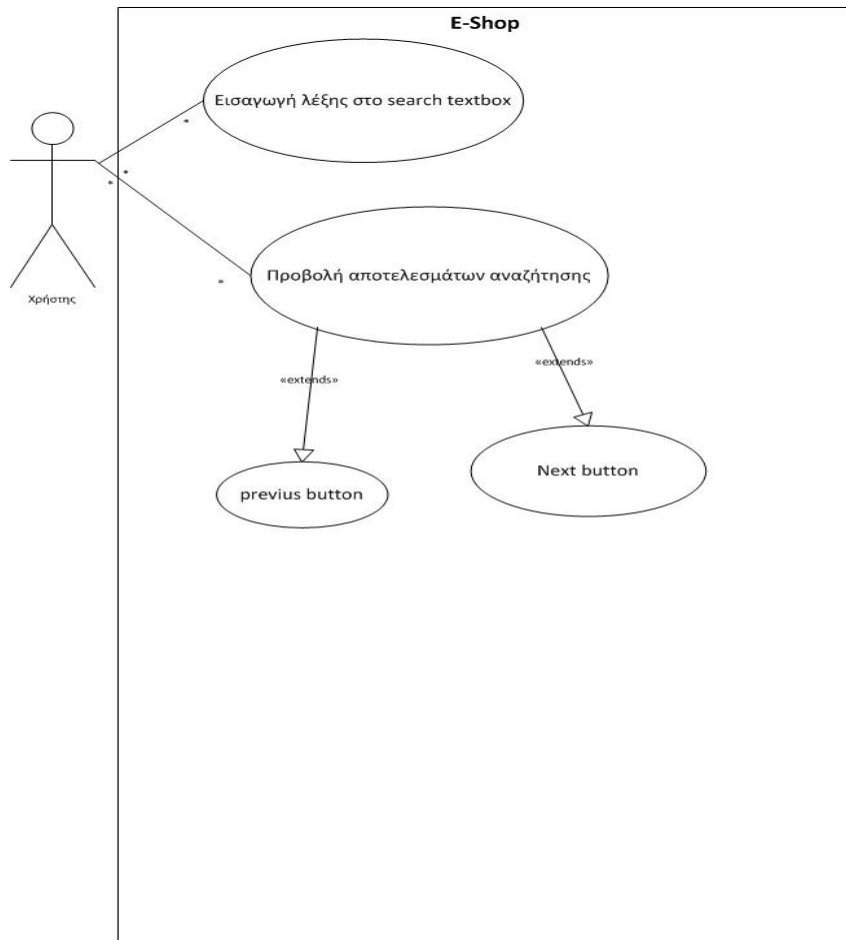 E-Shop
Εισαγωγή λέξης στο search textbox
*
*
*
*
Προβολή αποτελεσμάτων αναζήτησης
Χρήστης
«extends»
«extends»
Next button
previus button